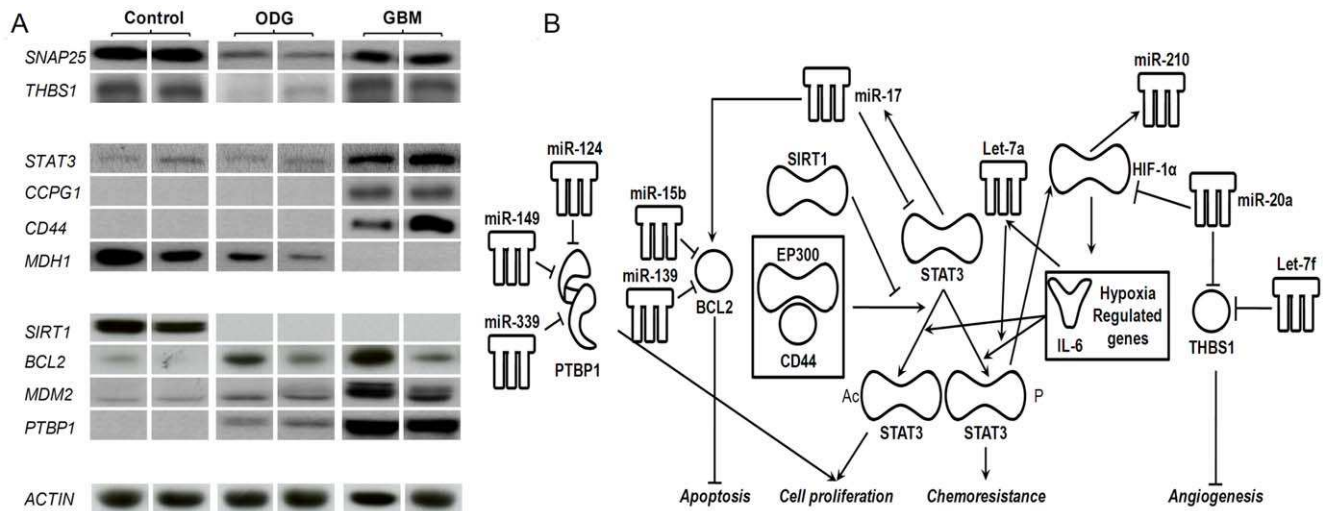 A
Control
ODG
GBM
SNAP25
THBS1
STAT3
CCPG1
CD44
MDH1
SIRT1
BCL2
MDM2
PTBP1
ACTIN
B
miR-210
miR-17
miR-124
SIRT1
Let-7a
HIF-1α
miR-15b
miR-20a
miR-149
EP300
STAT3
miR-139
BCL2
Hypoxia
Regulated
genes
Let-7f
miR-339
CD44
IL-6
THBS1
PTBP1
Ac
P
STAT3
STAT3
Apoptosis
Cell proliferation
Chemoresistance
Angiogenesis